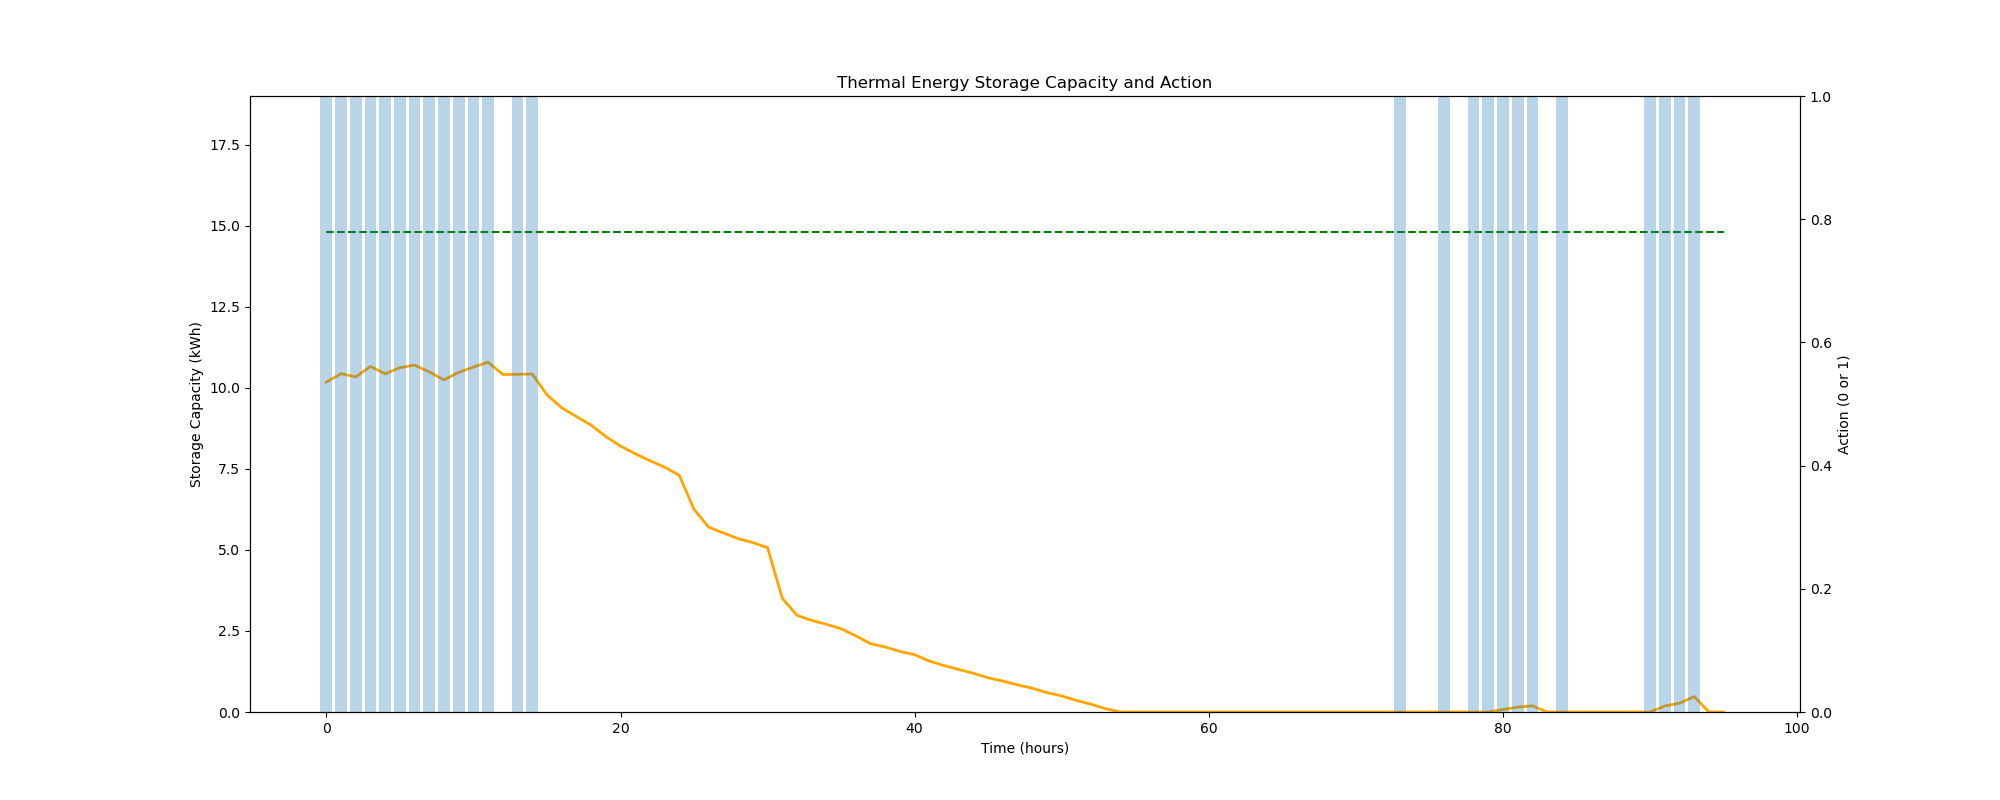 Thermal Energy Storage Capacity and Action
17.5
15.0
12.5
10.0
7.5
5.0
2.5
0.0
Storage Capacity (kWh)
1.0
0.8
0.6
0.4
0.2
0.0
Action (0 or 1)
0 20 40 60 80 100
Time (hours)